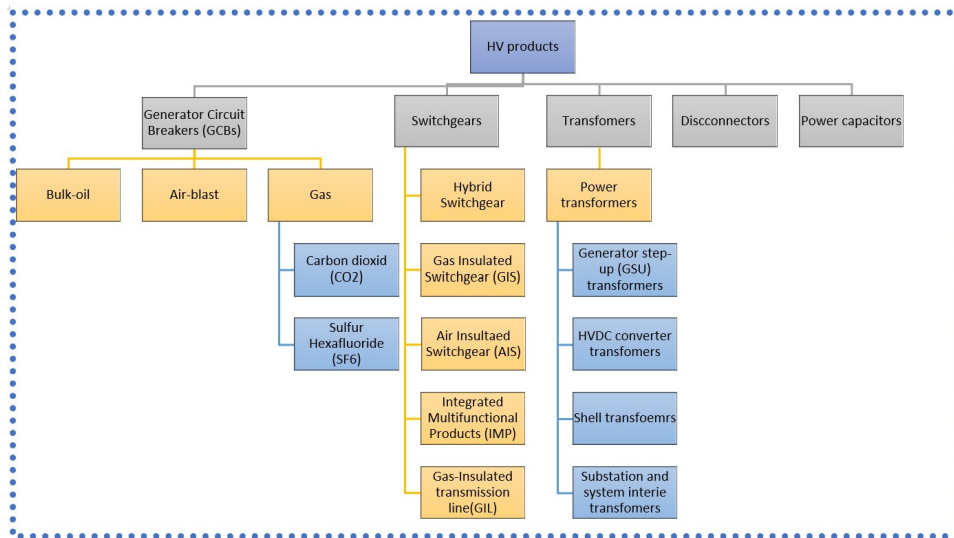 HV products
Generator Circuit
Breakers (GCBs)
Switchgears
Transfomers
Discconnectors
Power capacitors
Bulk-oil
Air-blast
Gas
Carbon dioxid
(CO2)
Sulfur
Hexafluoride
(SF6)
Hybrid
Switchgear
Gas Insulated
Switchgear (GIS)
Air Insultaed
Switchgear (AIS)
Integrated
Multifunctional
Products (IMP)
Gas-Insulated
transmission
line(GIL)
Power
transformers
Generator step-
up (GSU)
transformers
HVDC converter
transfomers
Shell transfoemrs
Substation and
system interie
transfomers